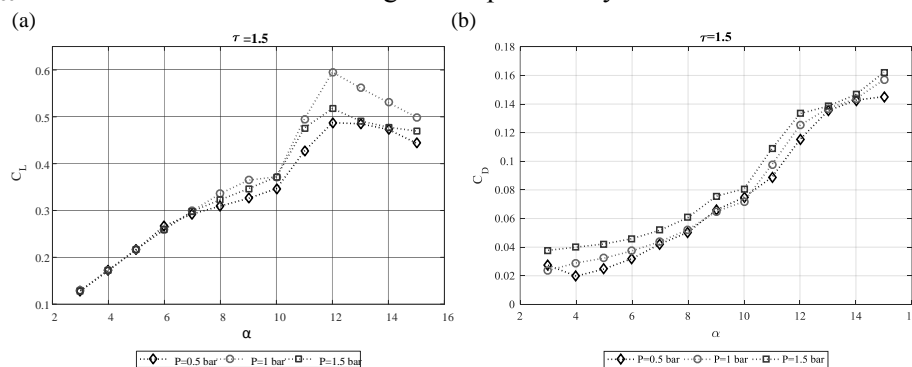 (a)
τ =1.5
0.6
0.5
0.4
0.3
0.2
0.1
C_L
2 4 6 8 10 12 14 16
α
P=0.5 bar P=1 bar P=1.5 bar
(b)
τ=1.5
0.18
0.16
0.14
0.12
0.1
0.08
0.06
0.04
0.02
0
C_D
2 4 6 8 10 12 14
α
P=0.5 bar P=1 bar P=1.5 bar